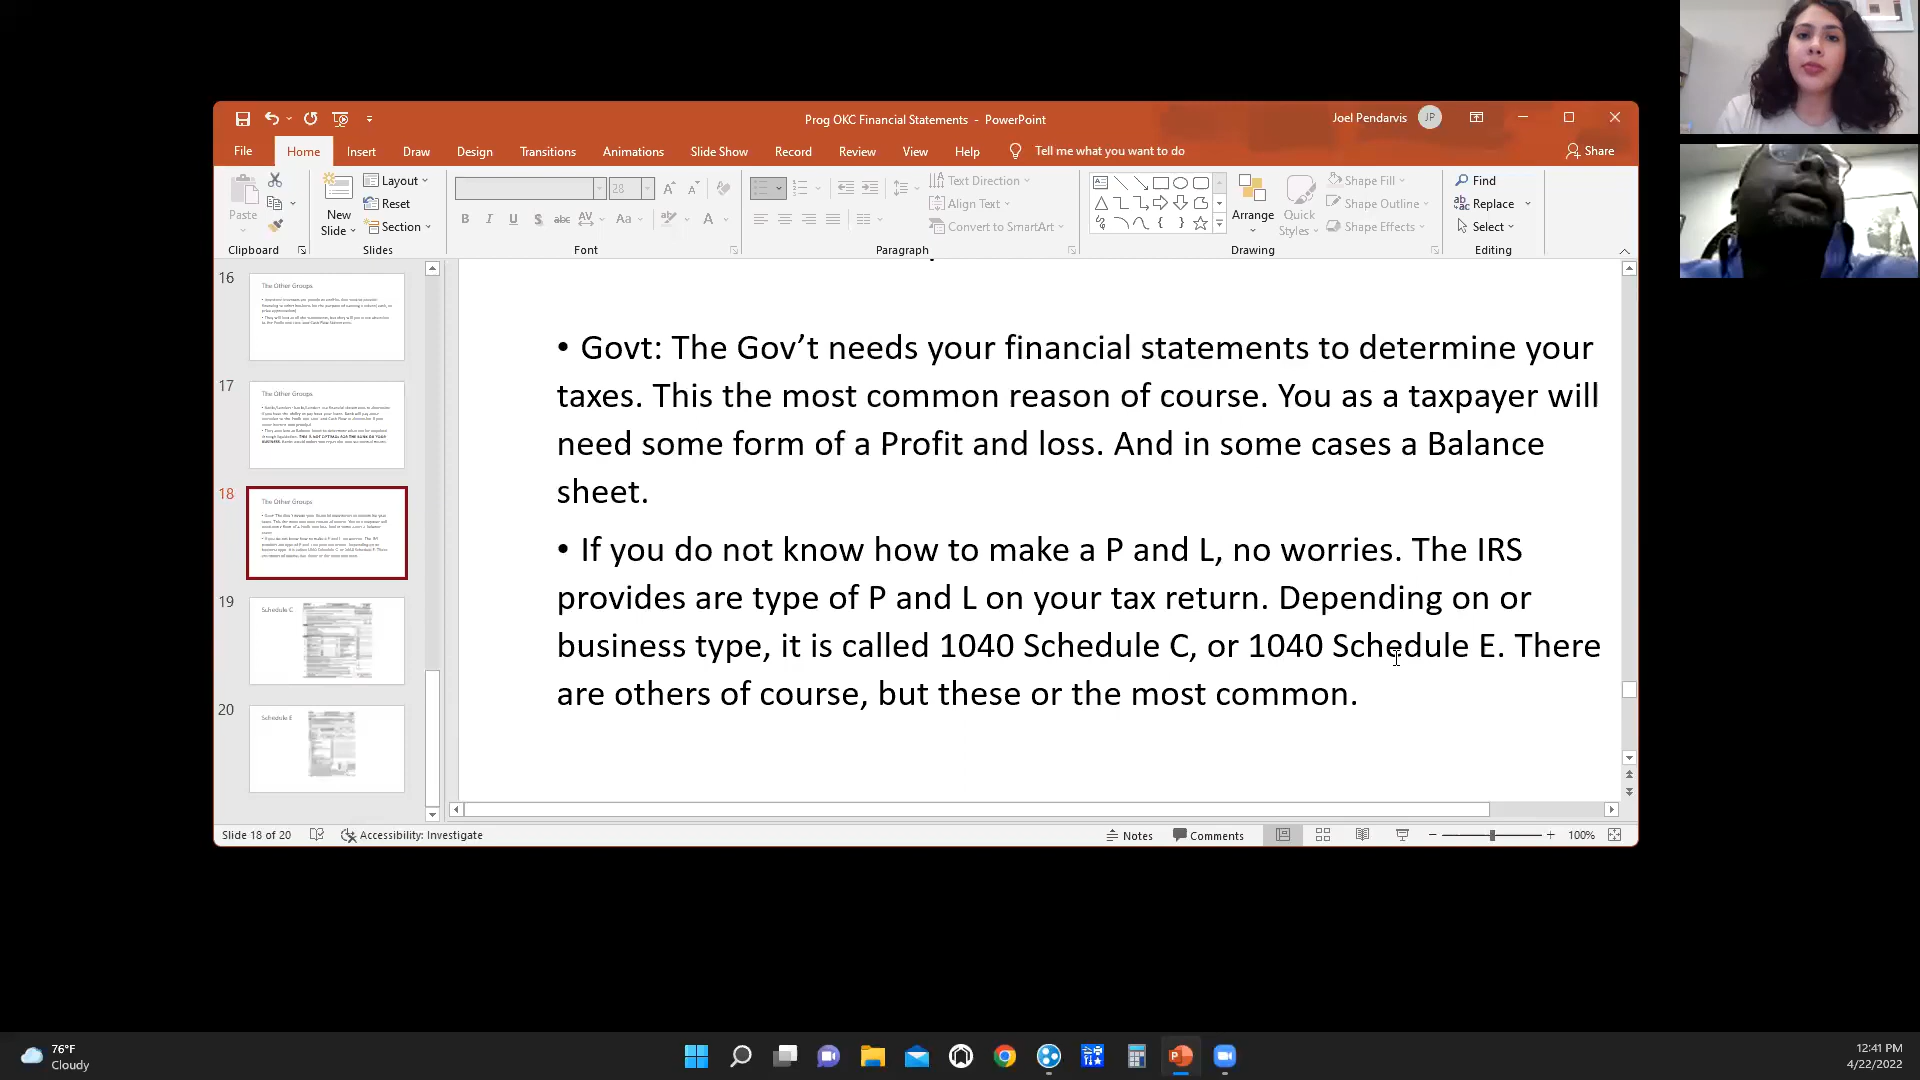 Prog OKC Financial Statements - PowerPoint
Joel Pendarvis JP
File Home Insert Draw Design Transitions Animations Slide Show Record Review View Help Tell me what you want to do Share
Paste
New Slide
Layout
Reset
Section
28
Text Direction
Align Text
Convert to SmartArt
Arrange
Quick Styles
Shape Fill
Shape Outline
Shape Effects
Find
Replace
Select
Clipboard Slides Font Paragraph Drawing Editing
16
The Other Groups
17
The Other Groups
18
The Other Groups
19
Schedule C
20
Schedule E
• Govt: The Gov’t needs your financial statements to determine your
taxes. This the most common reason of course. You as a taxpayer will
need some form of a Profit and loss. And in some cases a Balance
sheet.
• If you do not know how to make a P and L, no worries. The IRS
provides are type of P and L on your tax return. Depending on or
business type, it is called 1040 Schedule C, or 1040 Schedule E. There
are others of course, but these or the most common.
Slide 18 of 20 Accessibility: Investigate Notes Comments 100%
76°F
Cloudy
12:41 PM
4/22/2022